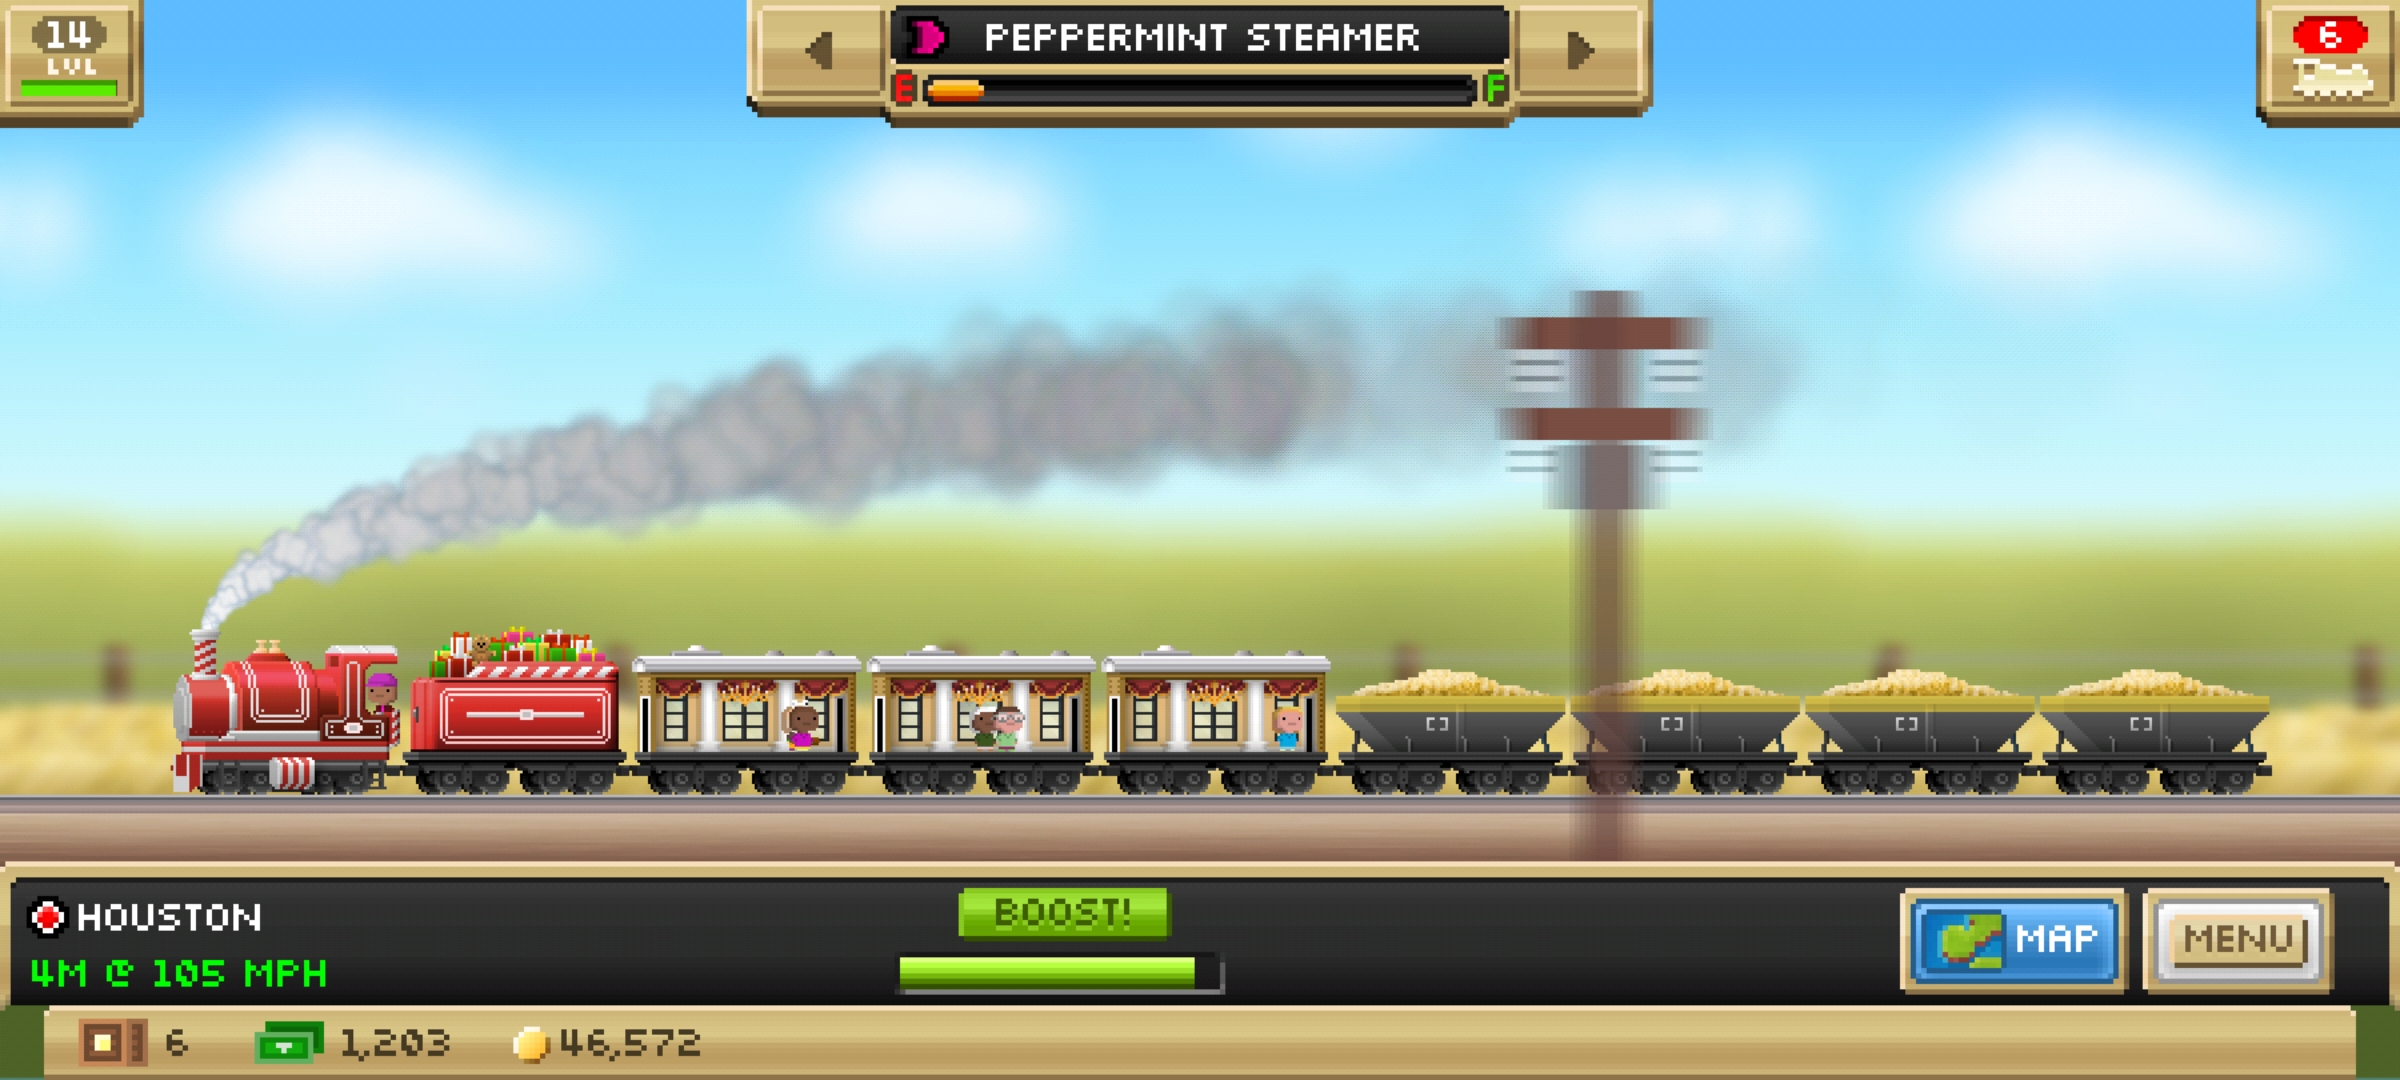 14
LVL
PEPPERMINT STEAMER
E F
6
HOUSTON
4M @ 105 MPH
BOOST!
MAP
MENU
6
1,203
46,572